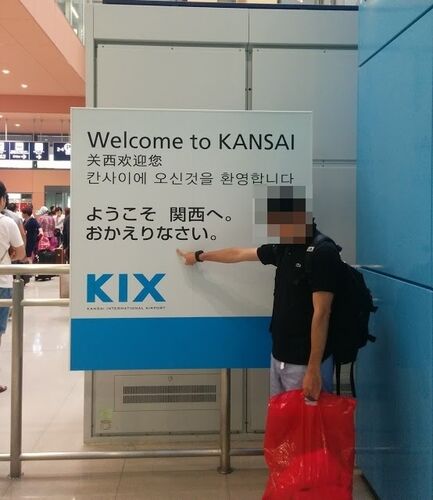 Welcome to KANSAI
关西欢迎您
칸사이에 오신것을 환영합니다
ようこそ 関西へ。
おかえりなさい。
KIX
KANSAI INTERNATIONAL AIRPORT